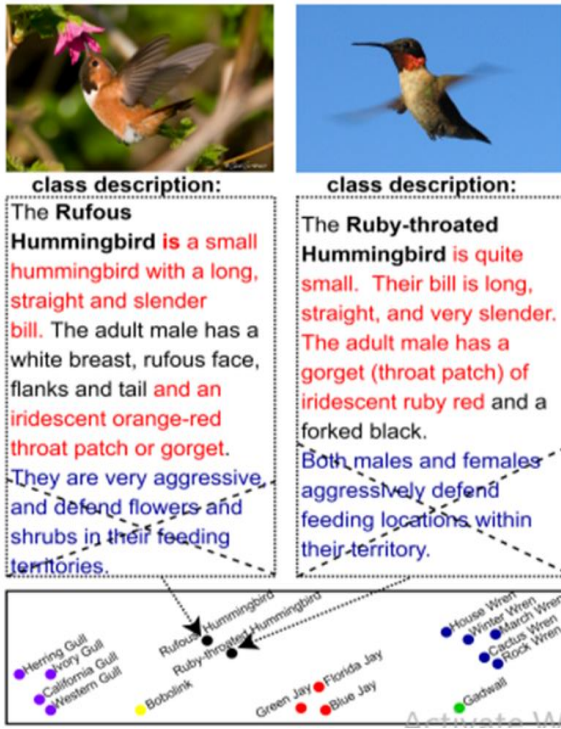 class description:
The Rufous
Hummingbird is a small
hummingbird with a long,
straight and slender
bill. The adult male has a
white breast, rufous face,
flanks and tail and an
iridescent orange-red
throat patch or gorget.
They are very aggressive
and defend flowers and
shrubs in their feeding
territories.
class description:
The Ruby-throated
Hummingbird is quite
small. Their bill is long,
straight, and very slender.
The adult male has a
gorget (throat patch) of
iridescent ruby red and a
forked black.
Both males and females
aggressively defend
feeding locations within
their territory.
Rufous Hummingbird
Ruby-throated Hummingbird
Herring Gull
Ivory Gull
California Gull
Western Gull
Bobolink
Green Jay
Florida Jay
Blue Jay
House Wren
Winter Wren
March Wren
Cactus Wren
Rock Wren
Gadwall
Activate W